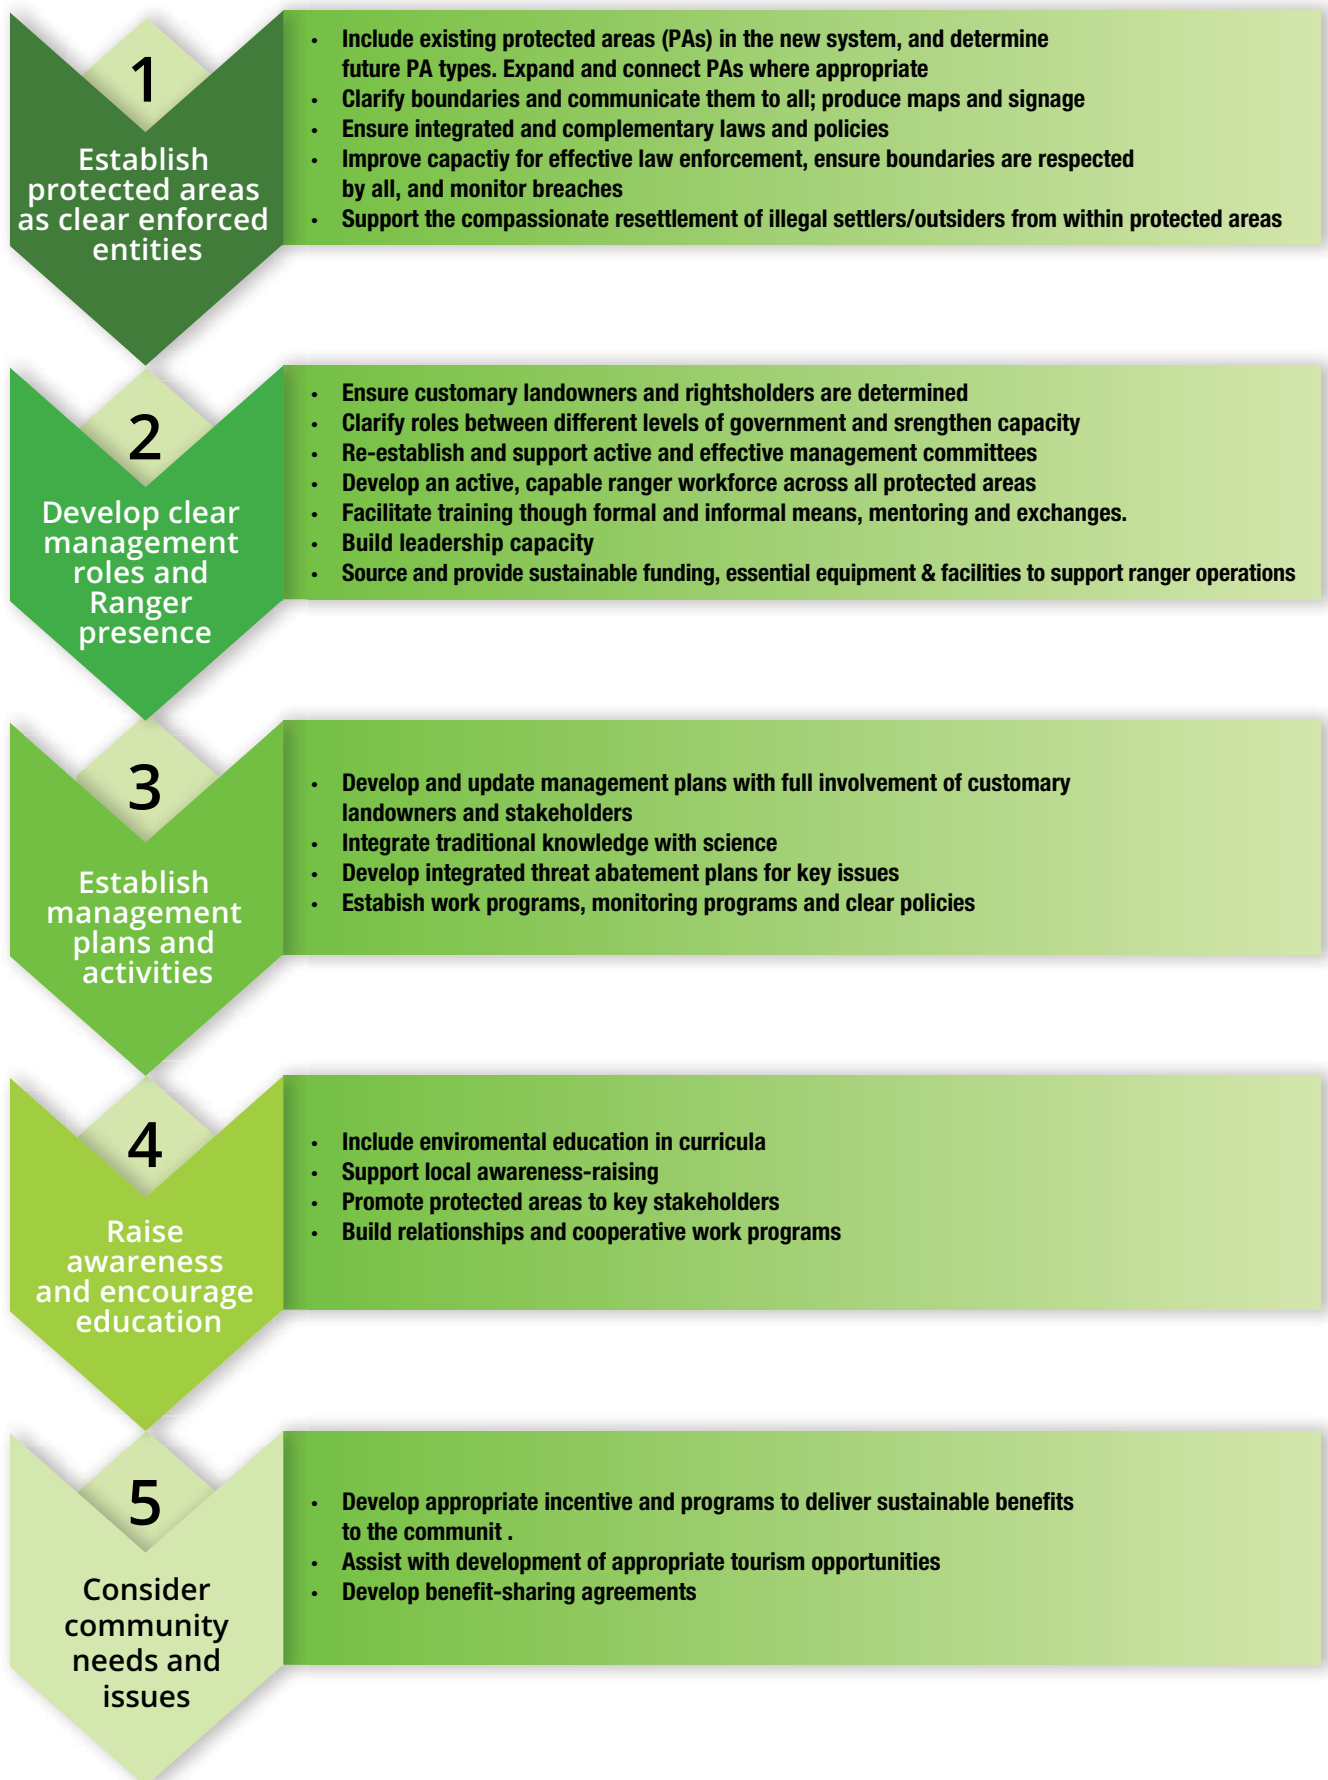 1
Establish
protected areas
as clear enforced
entities
• Include existing protected areas (PAs) in the new system, and determine
future PA types. Expand and connect PAs where appropriate
• Clarify boundaries and communicate them to all; produce maps and signage
• Ensure integrated and complementary laws and policies
• Improve capactiy for effective law enforcement, ensure boundaries are respected
by all, and monitor breaches
• Support the compassionate resettlement of illegal settlers/outsiders from within protected areas
2
Develop clear
management
roles and
Ranger
presence
• Ensure customary landowners and rightsholders are determined
• Clarify roles between different levels of government and srengthen capacity
• Re-establish and support active and effective management committees
• Develop an active, capable ranger workforce across all protected areas
• Facilitate training though formal and informal means, mentoring and exchanges.
• Build leadership capacity
• Source and provide sustainable funding, essential equipment & facilities to support ranger operations
3
Establish
management
plans and
activities
• Develop and update management plans with full involvement of customary
landowners and stakeholders
• Integrate traditional knowledge with science
• Develop integrated threat abatement plans for key issues
• Estabish work programs, monitoring programs and clear policies
4
Raise
awareness
and encourage
education
• Include enviromental education in curricula
• Support local awareness-raising
• Promote protected areas to key stakeholders
• Build relationships and cooperative work programs
5
Consider
community
needs and
issues
• Develop appropriate incentive and programs to deliver sustainable benefits
to the communit .
• Assist with development of appropriate tourism opportunities
• Develop benefit-sharing agreements